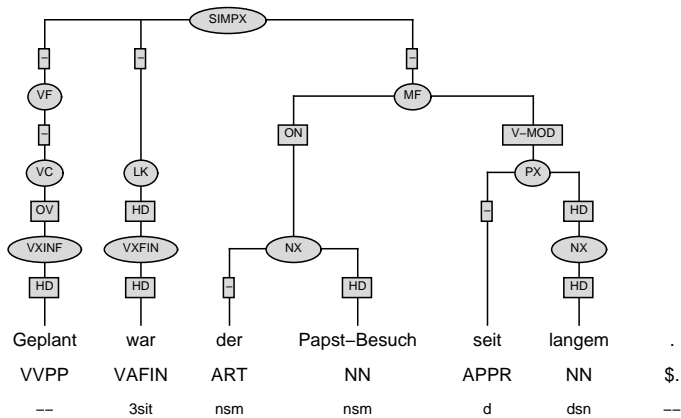 SIMPX
– – –
VF MF
– ON V–MOD
VC LK PX
OV HD – HD
VXINF VXFIN NX NX
HD HD – HD HD
Geplant war der Papst–Besuch seit langem .
VVPP VAFIN ART NN APPR NN $.
–– 3sit nsm nsm d dsn ––